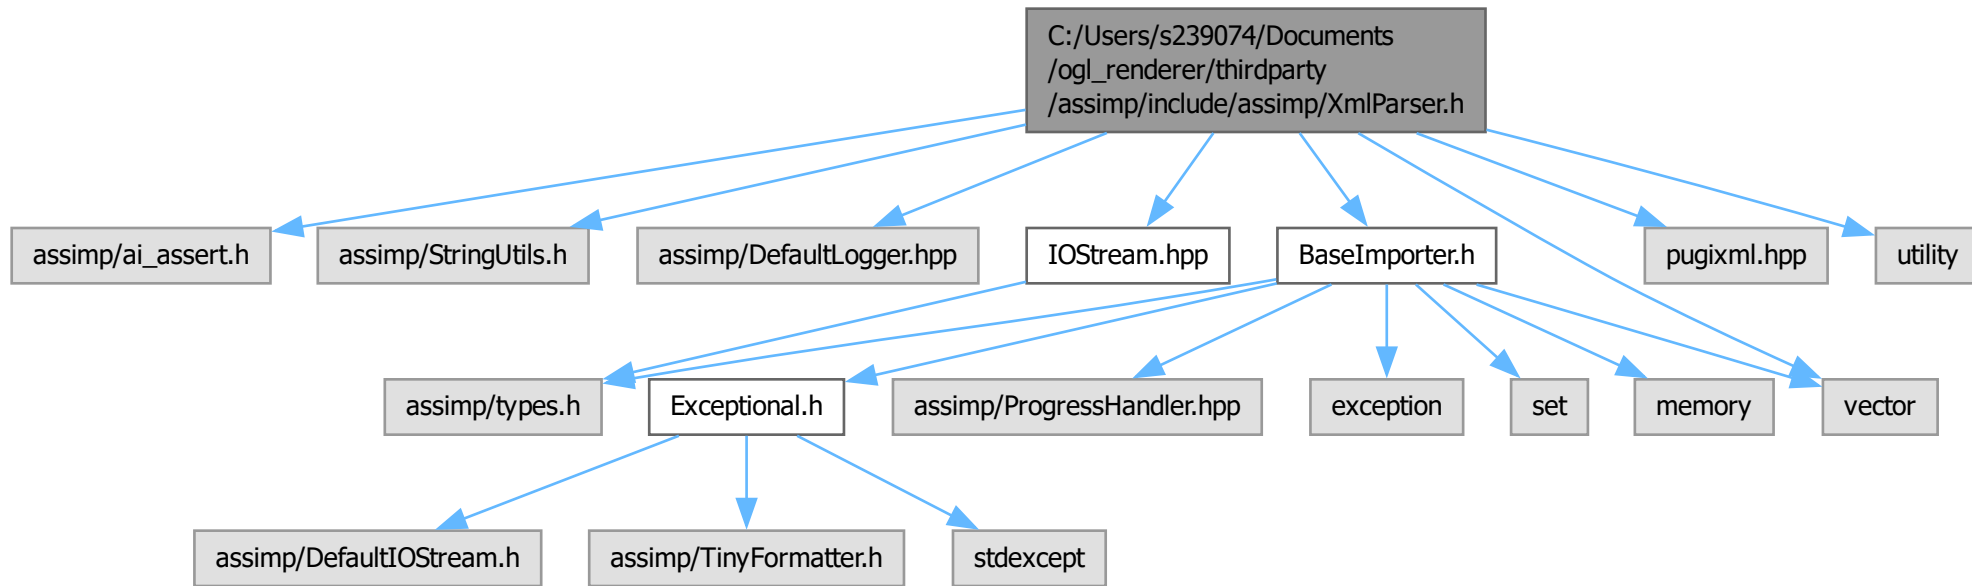 C:/Users/s239074/Documents
/ogl_renderer/thirdparty
/assimp/include/assimp/XmlParser.h
assimp/ai_assert.h
assimp/StringUtils.h
assimp/DefaultLogger.hpp
IOStream.hpp
BaseImporter.h
pugixml.hpp
utility
assimp/types.h
Exceptional.h
assimp/ProgressHandler.hpp
exception
set
memory
vector
assimp/DefaultIOStream.h
assimp/TinyFormatter.h
stdexcept